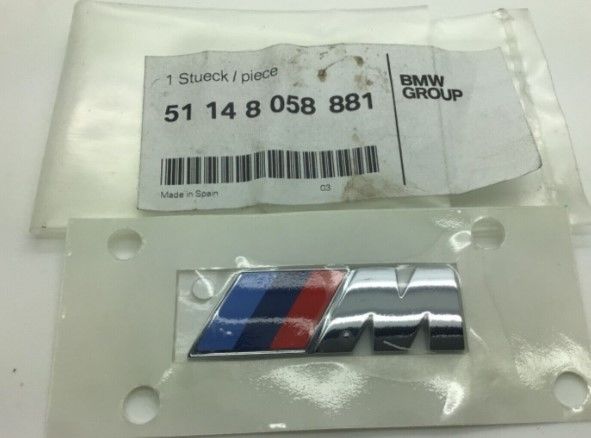 1 Stueck / piece
51 14 8 058 881
BMW
GROUP
Made in Spain
03
M